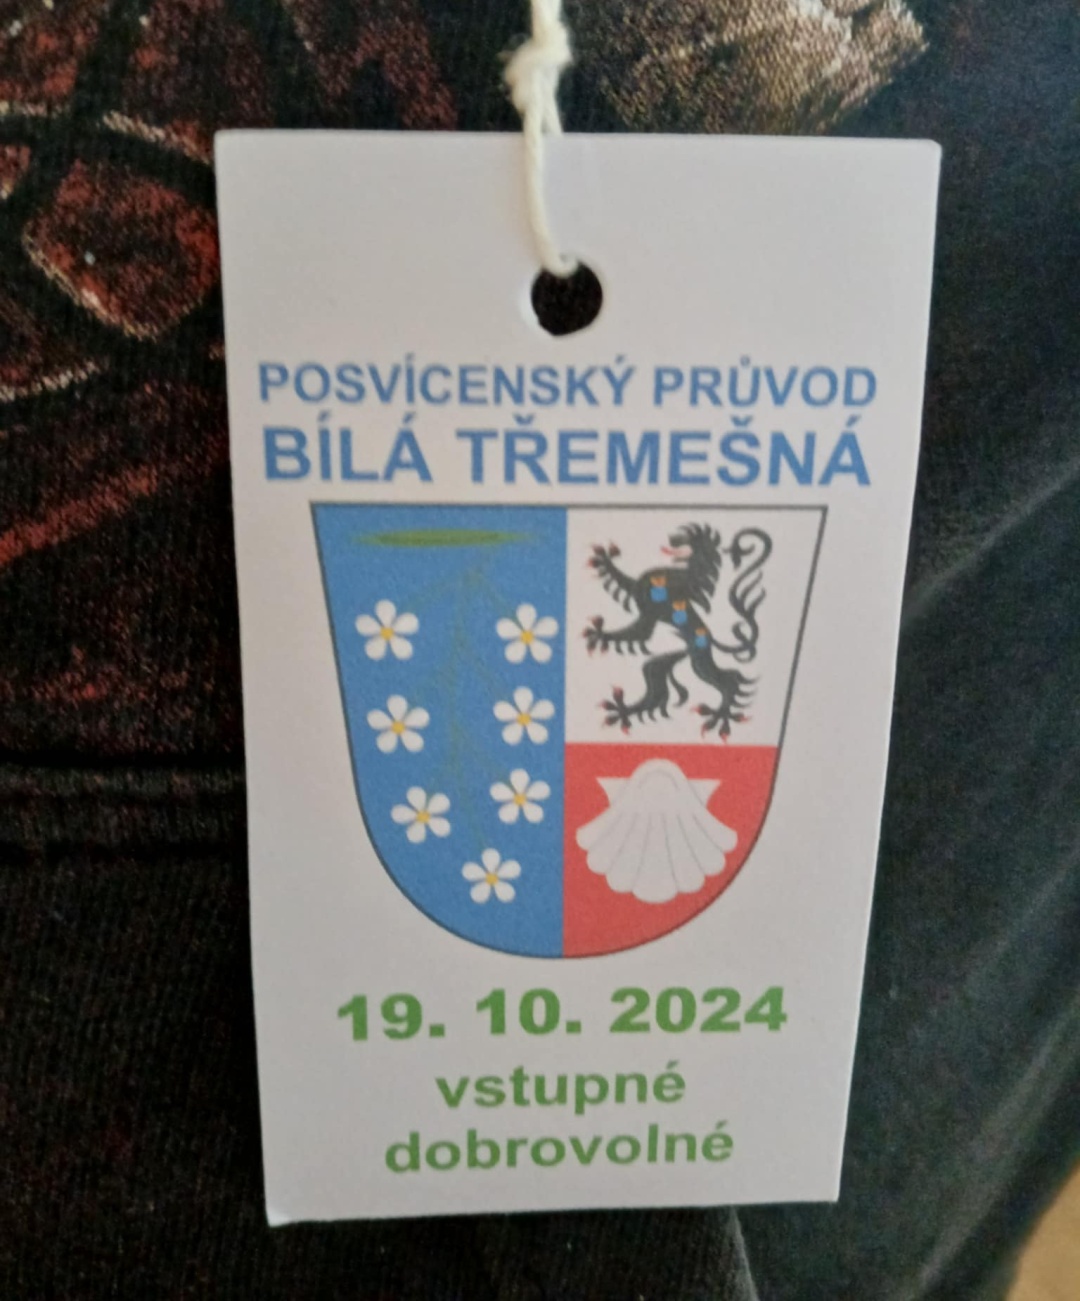 POSVÍCENSKÝ PRŮVOD
BÍLÁ TŘEMEŠNÁ
19. 10. 2024
vstupné
dobrovolné